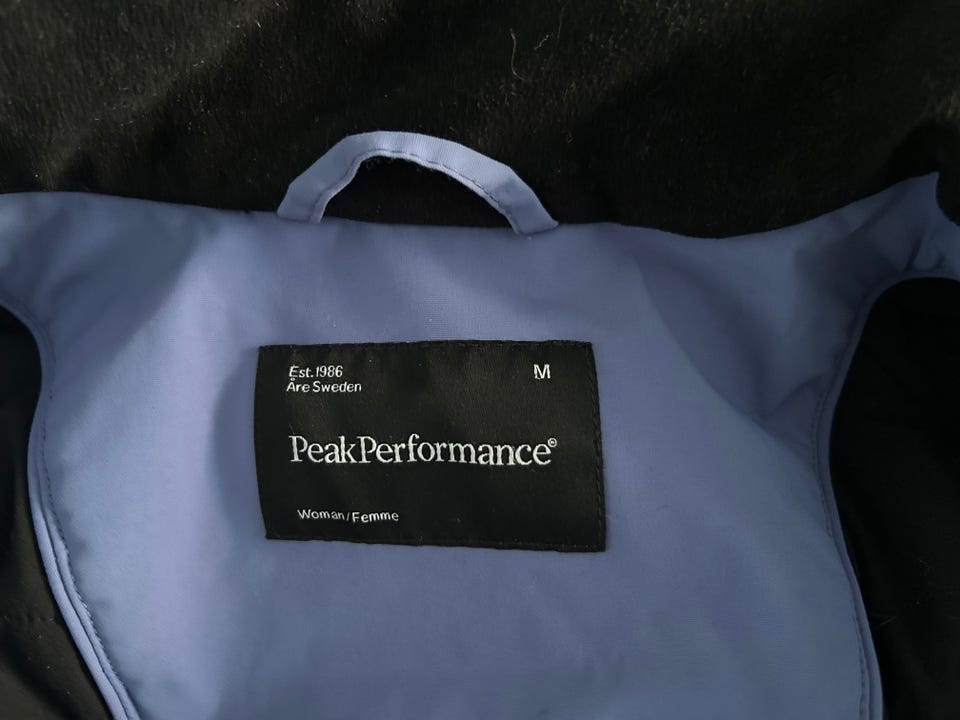 Est.1986
Åre Sweden
M
PeakPerformance®
Woman/Femme